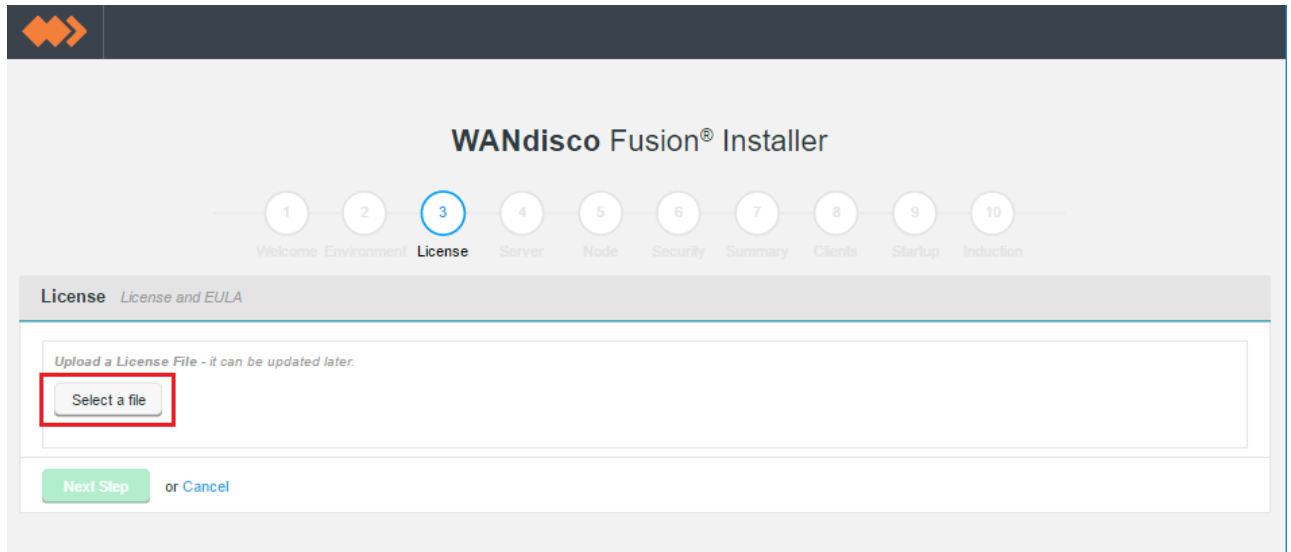 WANdisco Fusion® Installer
1 2 3 4 5 6 7 8 9 10
Welcome Environment License Server Node Security Summary Clients Startup Induction
License License and EULA
Upload a License File - it can be updated later.
Select a file
Next Step or Cancel